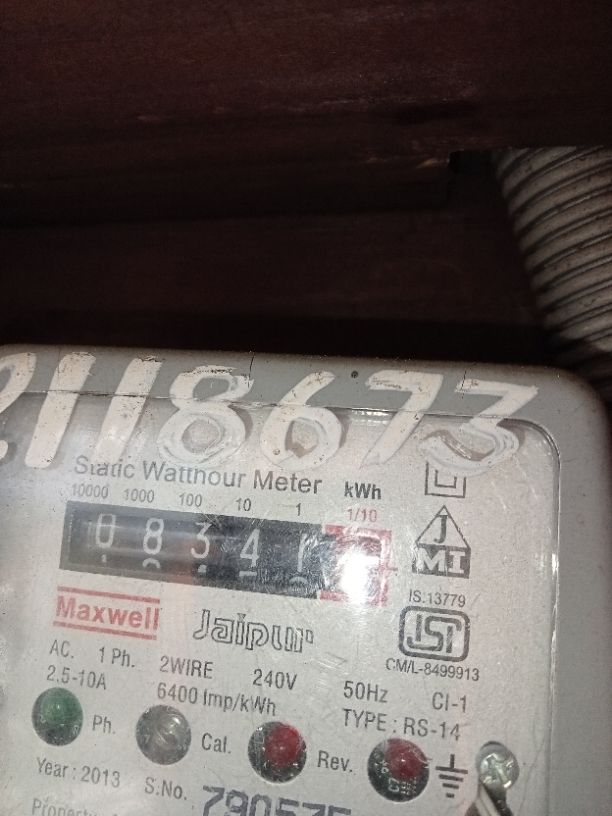 2118673
Static Watthour Meter kWh
10000 1000 100 10 1 1/10
0 8 3 4 1
J
MI
IS:13779
Maxwell Jaipur
ISI
CM/L-8499913
AC. 1 Ph. 2WIRE 240V 50Hz Cl-1
2.5-10A 6400 Imp/kWh TYPE : RS-14
Ph. Cal. Rev.
Year : 2013 S.No.